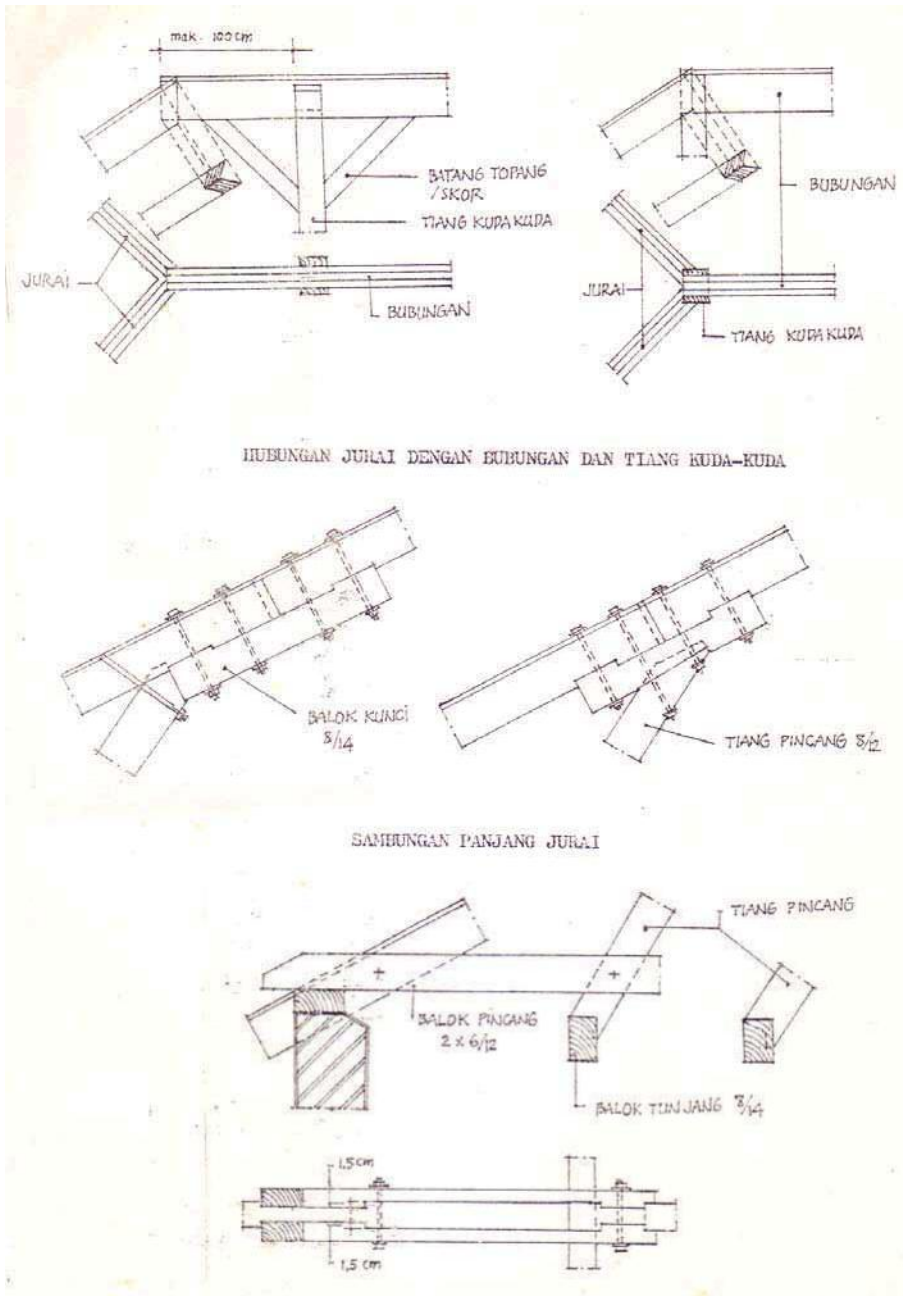 mak. 100cm
BATANG TOPANG
/SKOR
TIANG KUDA KUDA
JURAI
BUBUNGAN
BUBUNGAN
JURAI
TIANG KUDA KUDA
HUBUNGAN JURAI DENGAN BUBUNGAN DAN TIANG KUDA-KUDA
BALOK KUNCI
8/14
TIANG PINCANG 8/12
SAMBUNGAN PANJANG JURAI
TIANG PINCANG
BALOK PINCANG
2 x 6/12
BALOK TUNJANG 8/14
1,5 cm
1,5 cm